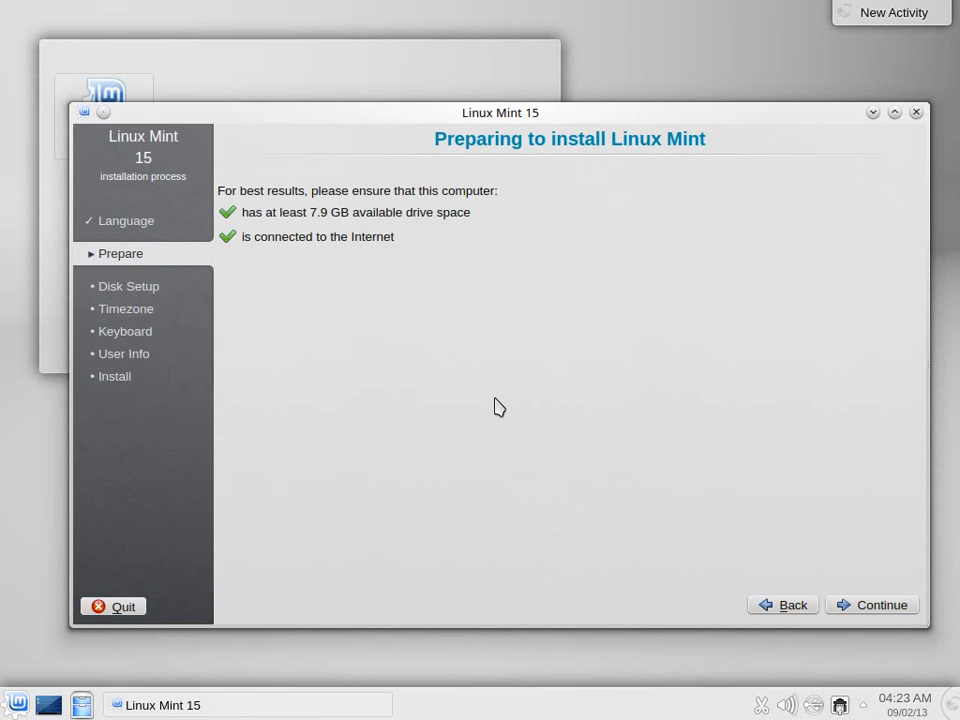 New Activity
Linux Mint 15
Linux Mint
15
installation process
✓ Language
▸ Prepare
• Disk Setup
• Timezone
• Keyboard
• User Info
• Install
Quit
Preparing to install Linux Mint
For best results, please ensure that this computer:
has at least 7.9 GB available drive space
is connected to the Internet
Back
Continue
Linux Mint 15
04:23 AM
09/02/13